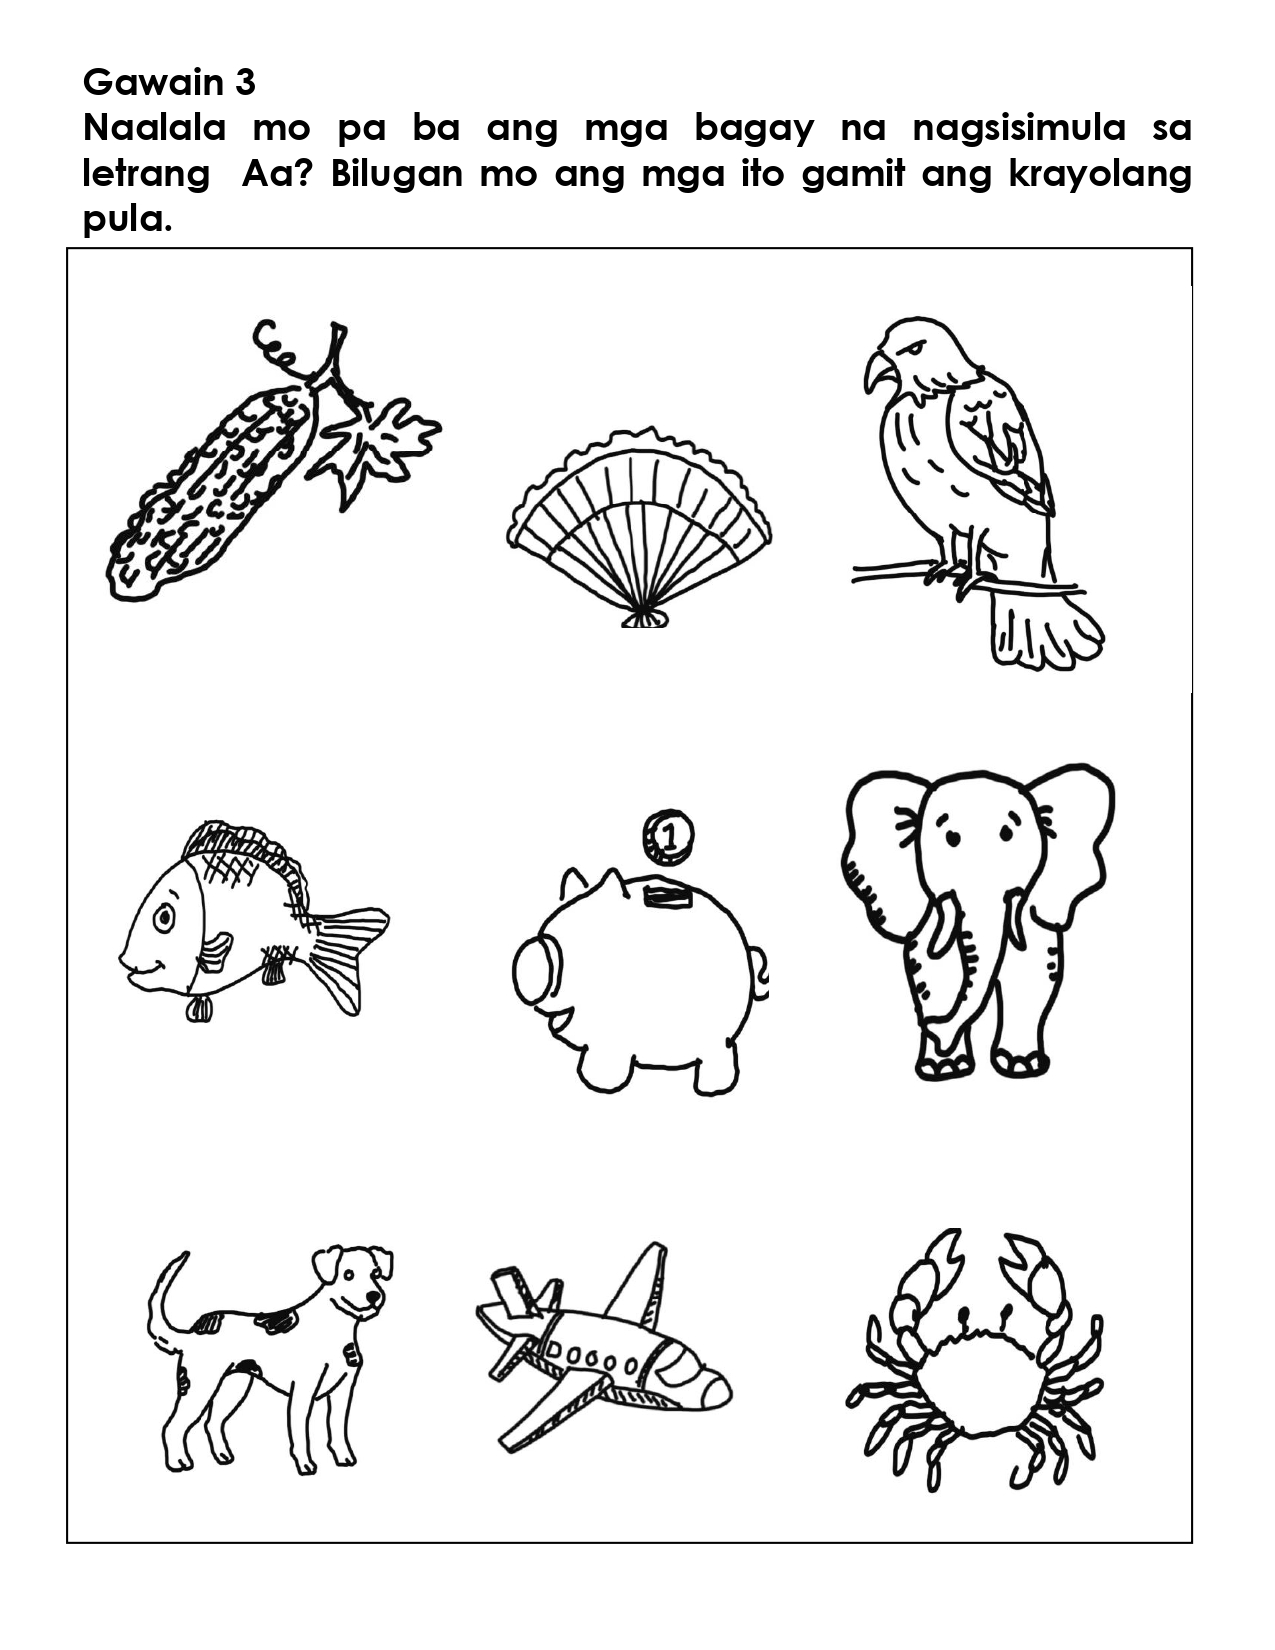 Gawain 3
Naalala mo pa ba ang mga bagay na nagsisimula sa
letrang Aa? Bilugan mo ang mga ito gamit ang krayolang
pula.
1